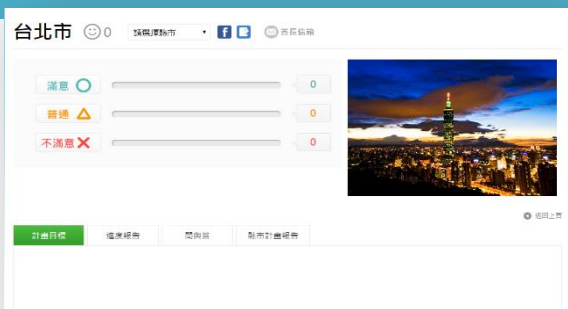 台北市 0 請選擇縣市 首長信箱
滿意 0
普通 0
不滿意 0
返回上頁
計畫目標 進度報告 問與答 縣市計畫報告